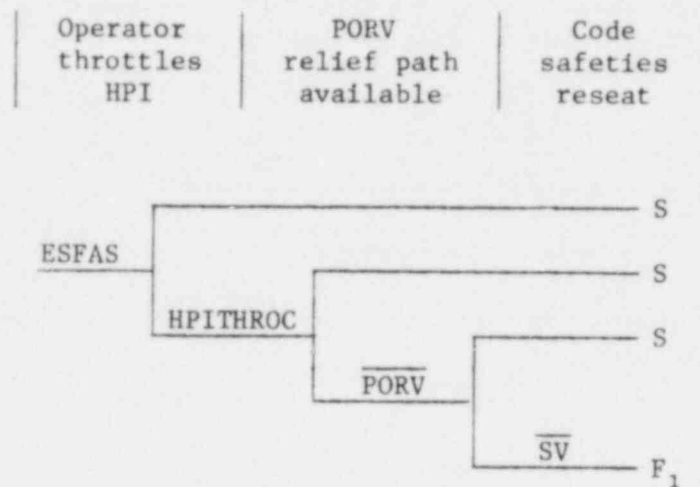 Operator throttles HPI
PORV relief path available
Code safeties reseat
S
ESFAS
S
HPITHROC
S
PORV
SV
F1